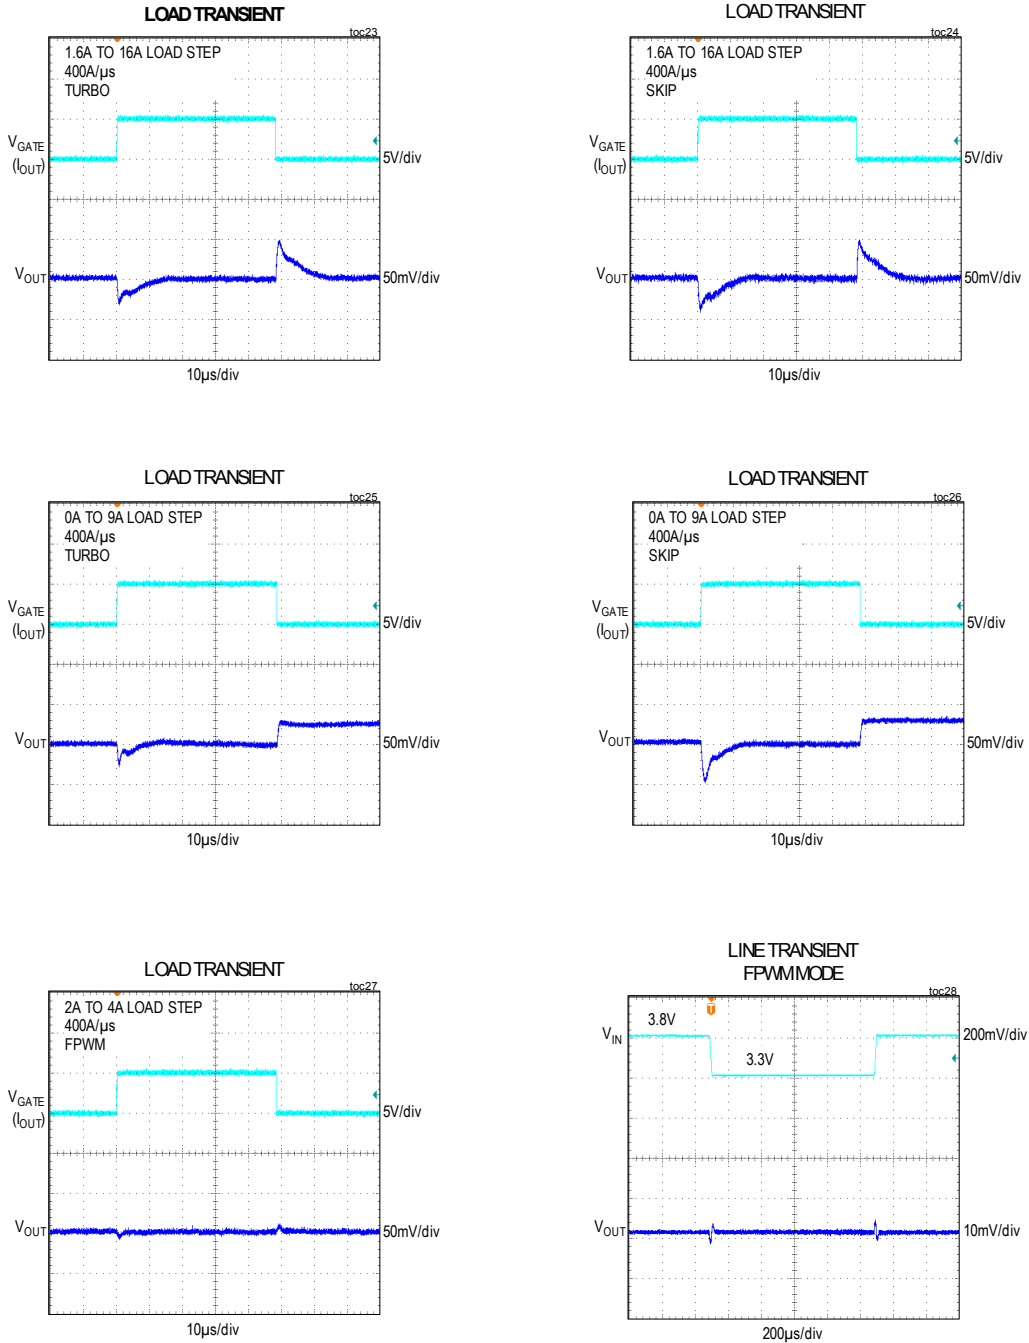 LOAD TRANSIENT
toc23
1.6A TO 16A LOAD STEP
400A/µs
TURBO
VGATE
(IOUT)
5V/div
VOUT
50mV/div
10µs/div
LOAD TRANSIENT
toc24
1.6A TO 16A LOAD STEP
400A/µs
SKIP
VGATE
(IOUT)
5V/div
VOUT
50mV/div
10µs/div
LOAD TRANSIENT
toc25
0A TO 9A LOAD STEP
400A/µs
TURBO
VGATE
(IOUT)
5V/div
VOUT
50mV/div
10µs/div
LOAD TRANSIENT
toc26
0A TO 9A LOAD STEP
400A/µs
SKIP
VGATE
(IOUT)
5V/div
VOUT
50mV/div
10µs/div
LOAD TRANSIENT
toc27
2A TO 4A LOAD STEP
400A/µs
FPWM
VGATE
(IOUT)
5V/div
VOUT
50mV/div
10µs/div
LINE TRANSIENT
FPWM MODE
toc28
T
3.8V
VIN
200mV/div
3.3V
VOUT
10mV/div
200µs/div